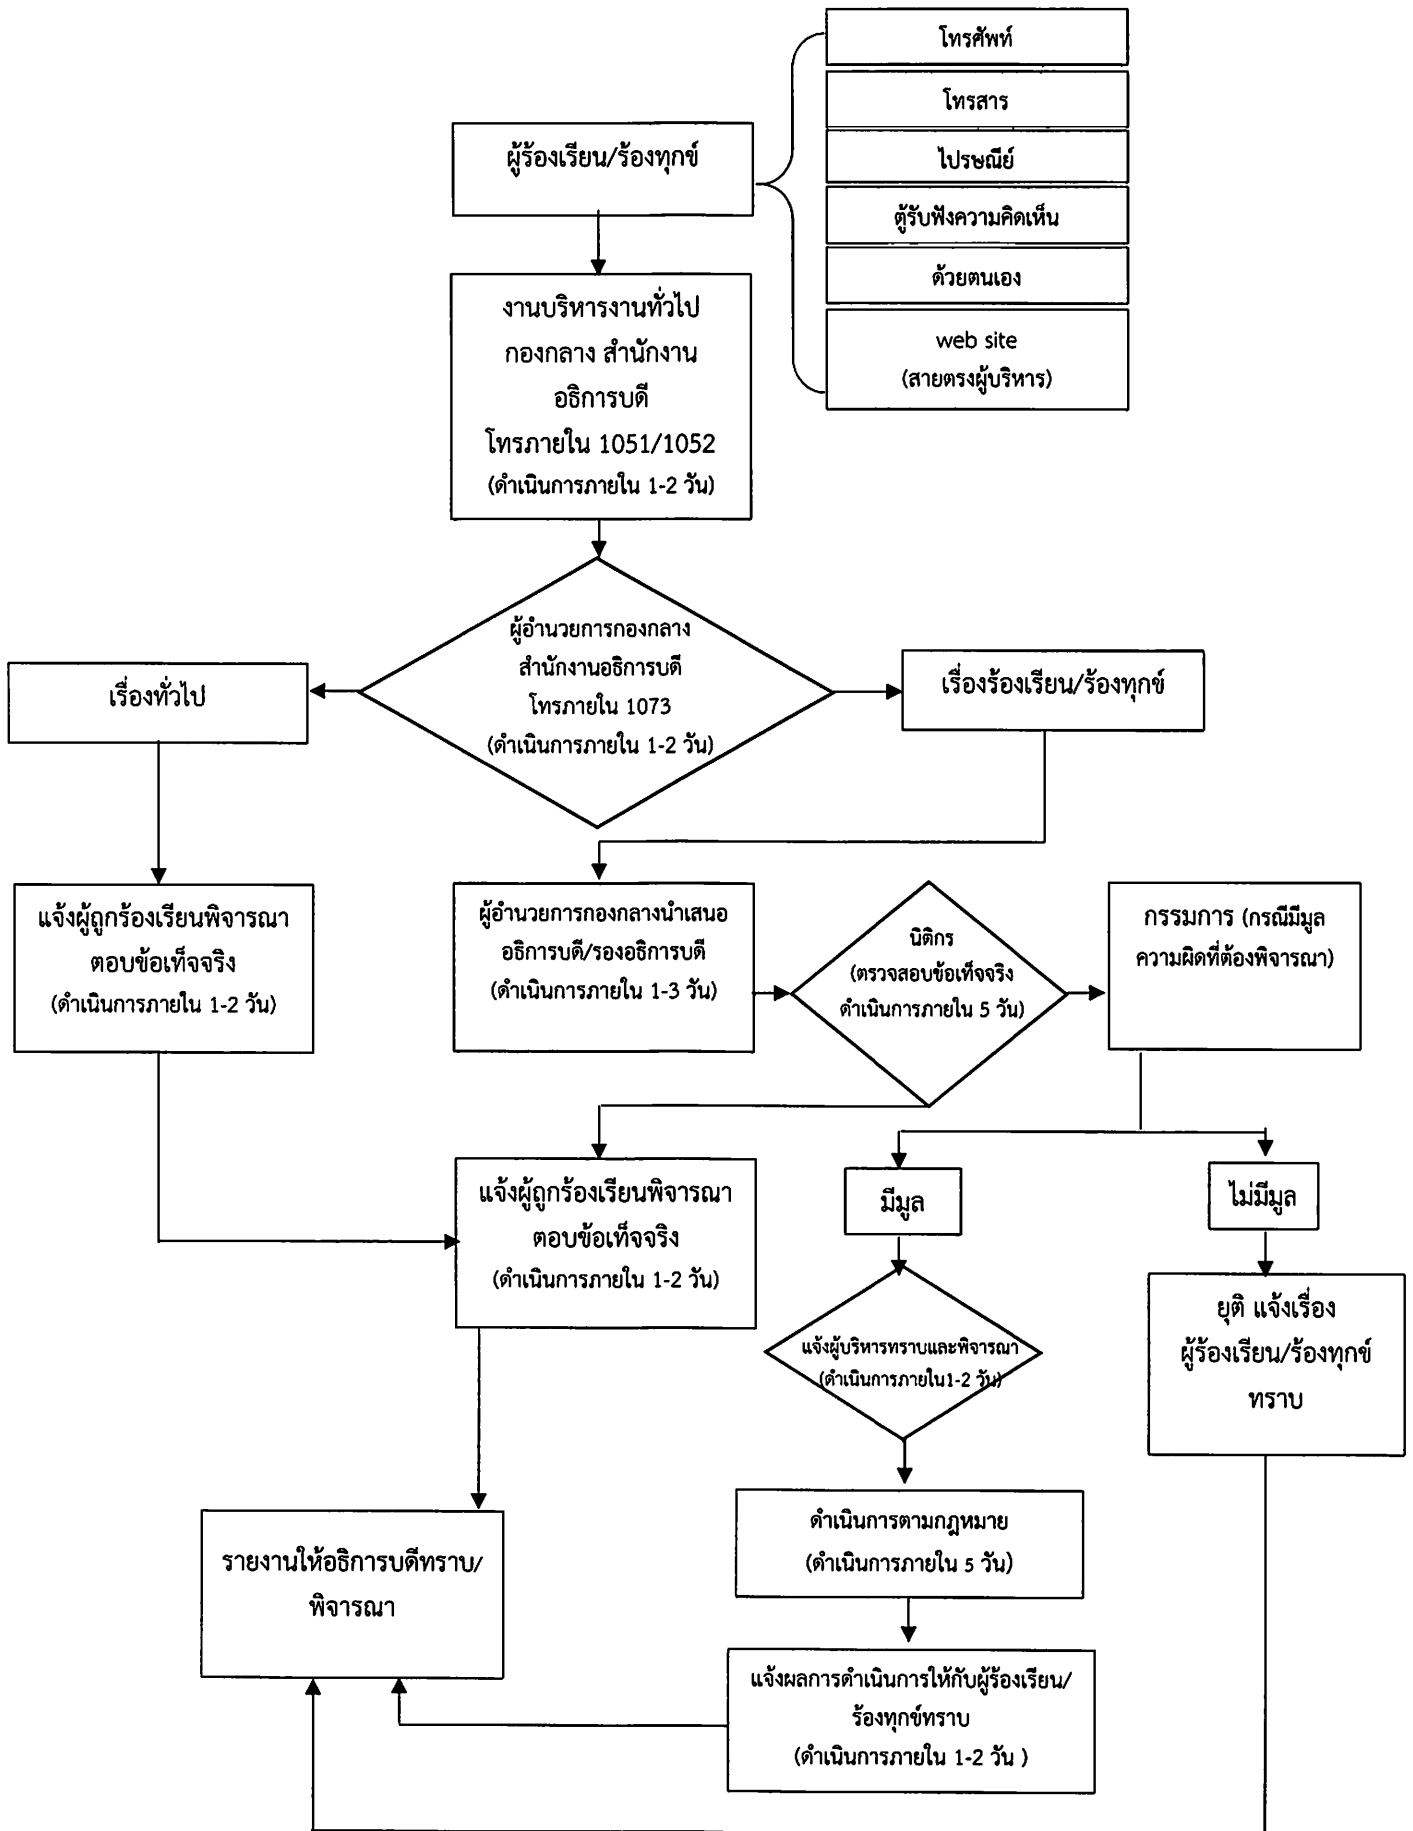 โทรศัพท์
โทรสาร
ไปรษณีย์
ตู้รับฟังความคิดเห็น
ด้วยตนเอง
web site
(สายตรงผู้บริหาร)
ผู้ร้องเรียน/ร้องทุกข์
งานบริหารงานทั่วไป
กองกลาง สำนักงาน
อธิการบดี
โทรภายใน 1051/1052
(ดำเนินการภายใน 1-2 วัน)
ผู้อำนวยการกองกลาง
สำนักงานอธิการบดี
โทรภายใน 1073
(ดำเนินการภายใน 1-2 วัน)
เรื่องทั่วไป
เรื่องร้องเรียน/ร้องทุกข์
แจ้งผู้ถูกร้องเรียนพิจารณา
ตอบข้อเท็จจริง
(ดำเนินการภายใน 1-2 วัน)
ผู้อำนวยการกองกลางนำเสนอ
อธิการบดี/รองอธิการบดี
(ดำเนินการภายใน 1-3 วัน)
นิติกร
(ตรวจสอบข้อเท็จจริง
ดำเนินการภายใน 5 วัน)
กรรมการ (กรณีมีมูล
ความผิดที่ต้องพิจารณา)
แจ้งผู้ถูกร้องเรียนพิจารณา
ตอบข้อเท็จจริง
(ดำเนินการภายใน 1-2 วัน)
มีมูล
ไม่มีมูล
แจ้งผู้บริหารทราบและพิจารณา
(ดำเนินการภายใน1-2 วัน)
ยุติ แจ้งเรื่อง
ผู้ร้องเรียน/ร้องทุกข์
ทราบ
ดำเนินการตามกฎหมาย
(ดำเนินการภายใน 5 วัน)
รายงานให้อธิการบดีทราบ/
พิจารณา
แจ้งผลการดำเนินการให้กับผู้ร้องเรียน/
ร้องทุกข์ทราบ
(ดำเนินการภายใน 1-2 วัน )